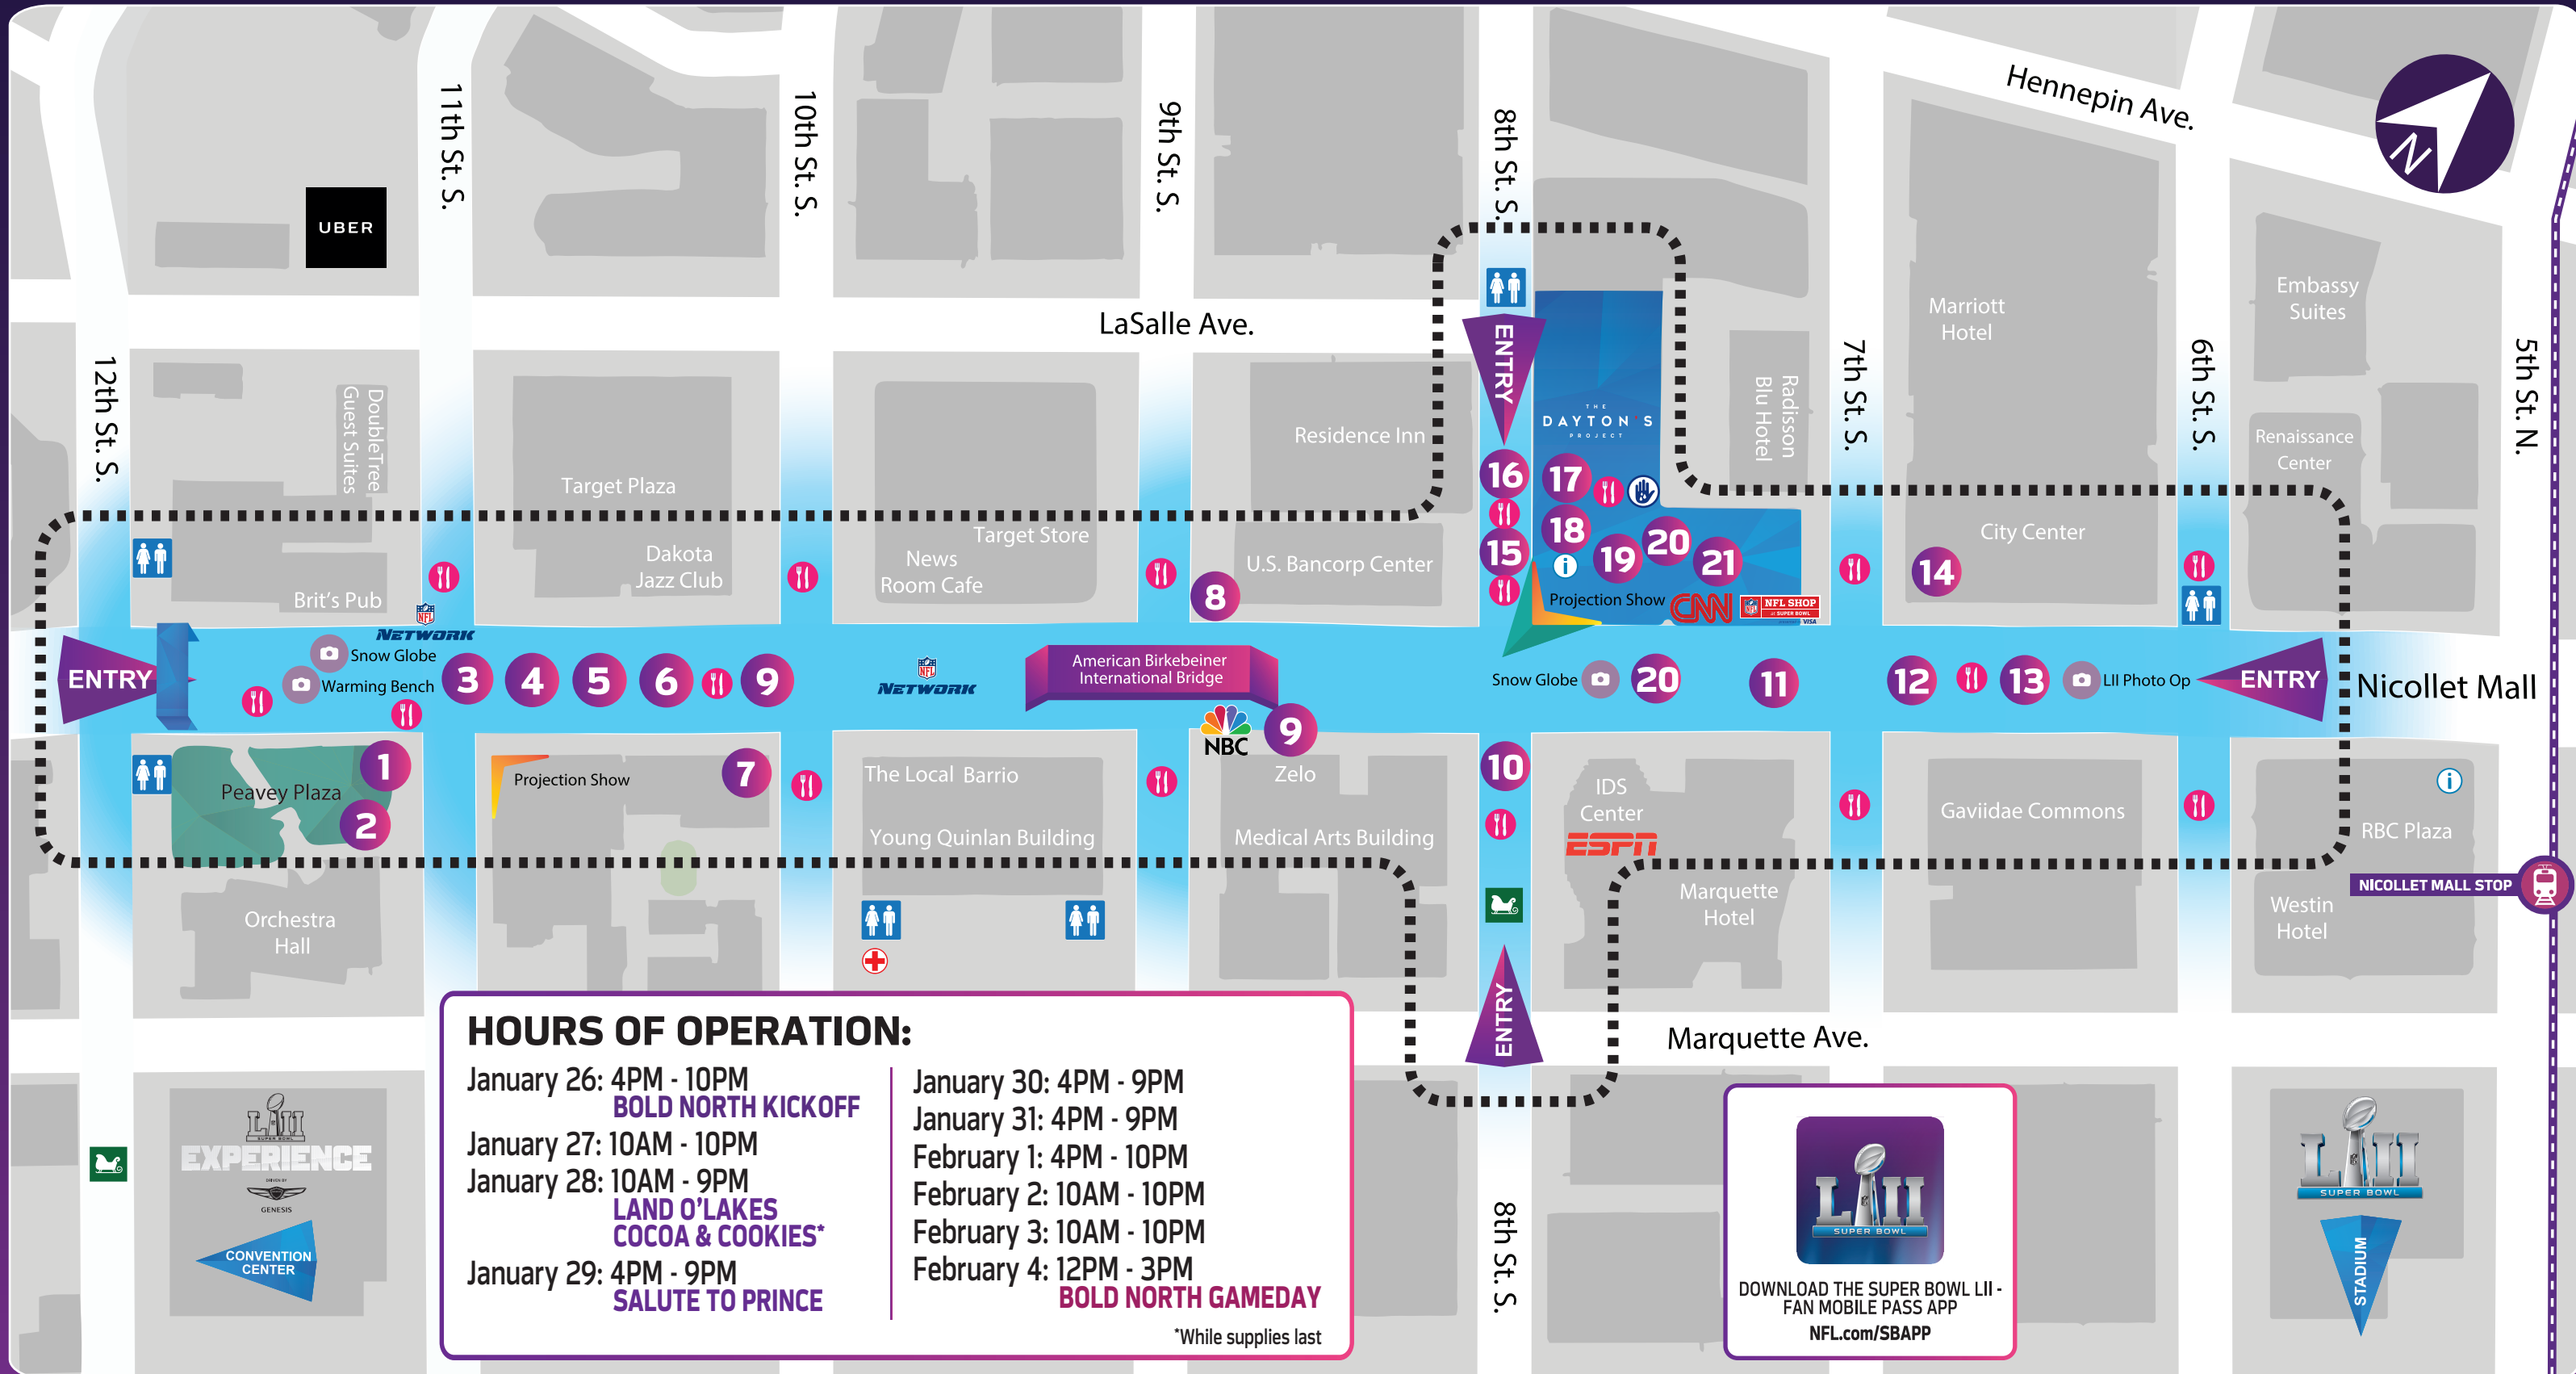 Hennepin Ave.
N
11th St. S.
10th St. S.
9th St. S.
8th St. S.
UBER
LaSalle Ave.
12th St. S.
7th St. S.
6th St. S.
5th St. N.
ENTRY
Marriott
Hotel
Embassy
Suites
DoubleTree
Guest Suites
Residence Inn
THE
DAYTON'S
PROJECT
Radisson
Blu Hotel
Renaissance
Center
Target Plaza
16
17
Target Store
Dakota
Jazz Club
News
Room Cafe
U.S. Bancorp Center
15
18
i
19
20
21
14
City Center
Brit's Pub
8
Projection Show
CNN
NFL SHOP
at SUPER BOWL
VISA
NFL
NETWORK
Snow Globe
Warming Bench
ENTRY
3
4
5
6
9
NFL
NETWORK
American Birkebeiner
International Bridge
Snow Globe
20
11
12
13
LII Photo Op
ENTRY
Nicollet Mall
NBC
9
1
Peavey Plaza
2
Projection Show
7
The Local Barrio
Zelo
10
IDS
Center
ESPN
Young Quinlan Building
Medical Arts Building
Gaviidae Commons
i
RBC Plaza
Orchestra
Hall
Marquette
Hotel
Westin
Hotel
NICOLLET MALL STOP
ENTRY
Marquette Ave.
HOURS OF OPERATION:
January 26: 4PM - 10PM
BOLD NORTH KICKOFF
January 27: 10AM - 10PM
January 28: 10AM - 9PM
LAND O'LAKES
COCOA & COOKIES*
January 29: 4PM - 9PM
SALUTE TO PRINCE
January 30: 4PM - 9PM
January 31: 4PM - 9PM
February 1: 4PM - 10PM
February 2: 10AM - 10PM
February 3: 10AM - 10PM
February 4: 12PM - 3PM
BOLD NORTH GAMEDAY
*While supplies last
LII
SUPER BOWL
EXPERIENCE
DRIVEN BY
GENESIS
CONVENTION
CENTER
8th St. S.
LII
SUPER BOWL
DOWNLOAD THE SUPER BOWL LII -
FAN MOBILE PASS APP
NFL.com/SBAPP
LII
SUPER BOWL
STADIUM